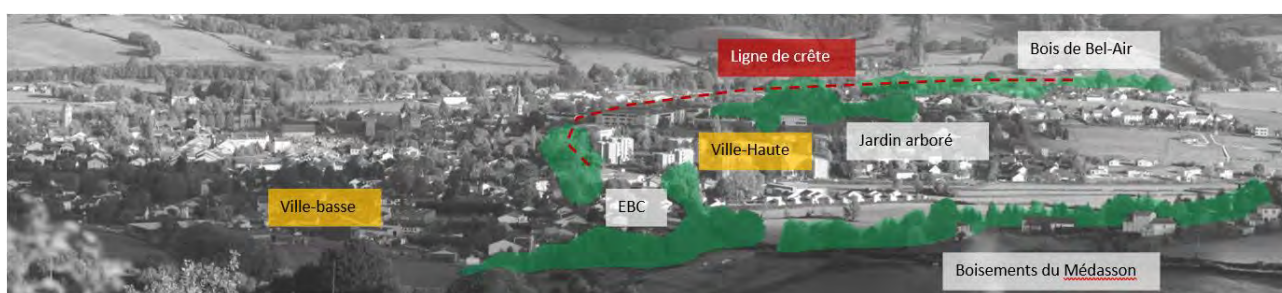 Ligne de crête
Bois de Bel-Air
Ville-Haute
Jardin arboré
Ville-basse
EBC
Boisements du Médasson